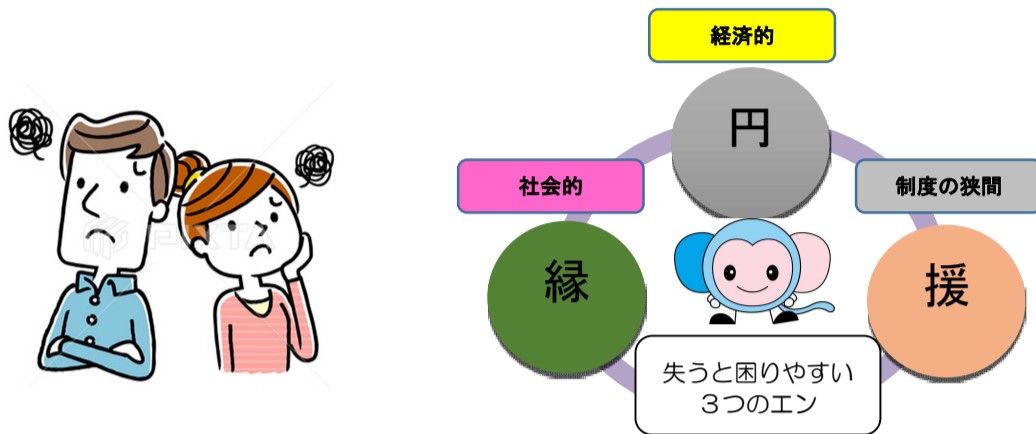 経済的
円
社会的
制度の狭間
縁
援
失うと困りやすい
３つのエン
PIXTA